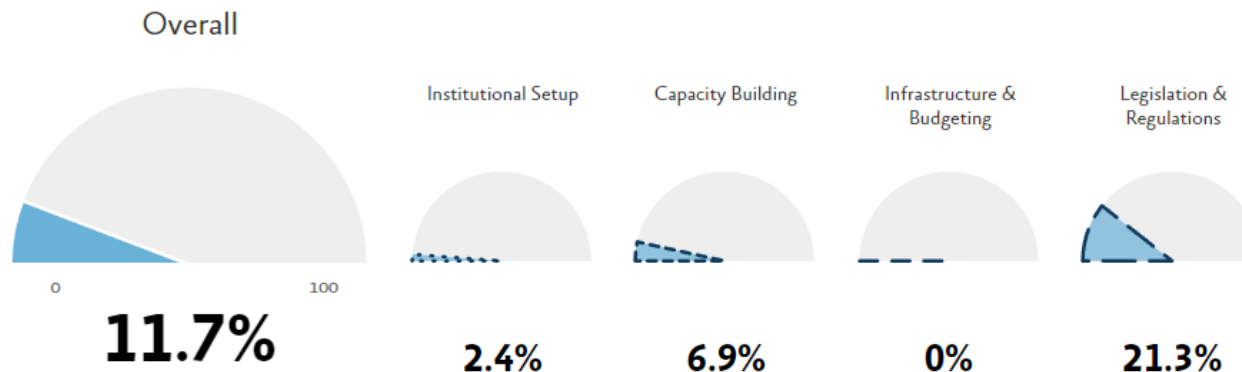 Overall
0
100
11.7%
Institutional Setup
2.4%
Capacity Building
6.9%
Infrastructure &
Budgeting
0%
Legislation &
Regulations
21.3%